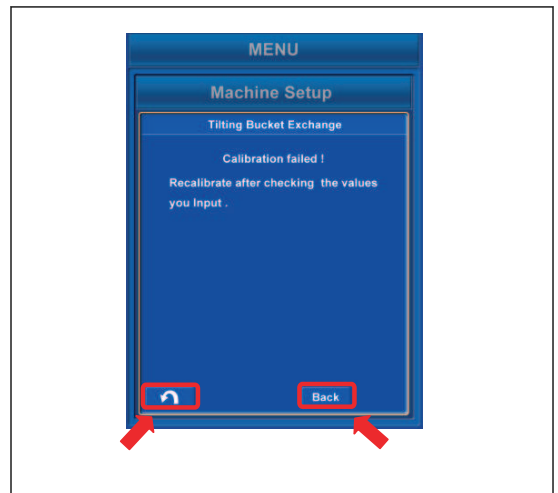 MENU
Machine Setup
Tilting Bucket Exchange
Calibration failed !
Recalibrate after checking the values
you Input .
Back